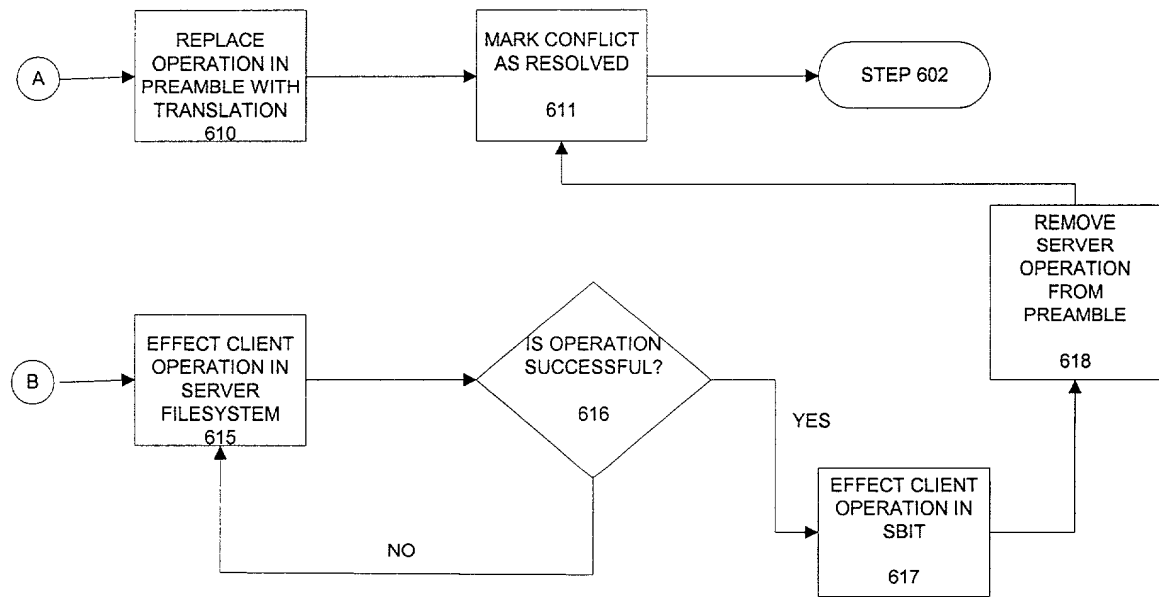 A
REPLACE
OPERATION IN
PREAMBLE WITH
TRANSLATION
610
MARK CONFLICT
AS RESOLVED
611
STEP 602
REMOVE
SERVER
OPERATION
FROM
PREAMBLE
618
B
EFFECT CLIENT
OPERATION IN
SERVER
FILESYSTEM
615
IS OPERATION
SUCCESSFUL?
616
YES
NO
EFFECT CLIENT
OPERATION IN
SBIT
617